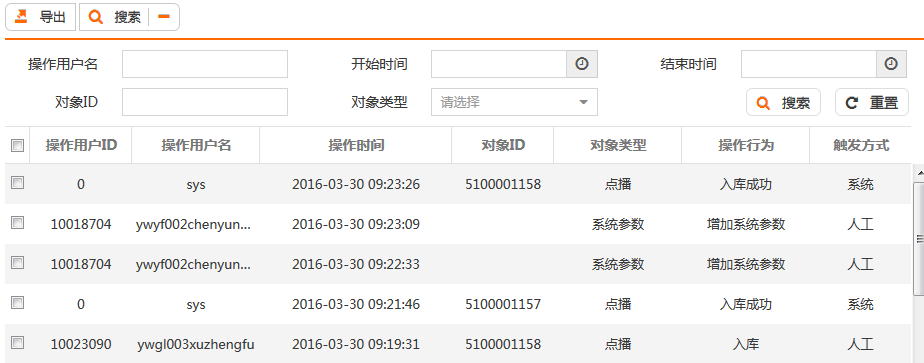 导出 搜索
操作用户名 开始时间 结束时间
对象ID 对象类型 请选择 搜索 重置
操作用户ID 操作用户名 操作时间 对象ID 对象类型 操作行为 触发方式
0 sys 2016-03-30 09:23:26 5100001158 点播 入库成功 系统
10018704 ywyf002chenyun... 2016-03-30 09:23:09 系统参数 增加系统参数 人工
10018704 ywyf002chenyun... 2016-03-30 09:22:33 系统参数 增加系统参数 人工
0 sys 2016-03-30 09:21:46 5100001157 点播 入库成功 系统
10023090 ywgl003xuzhengfu 2016-03-30 09:19:31 5100001158 点播 入库 人工